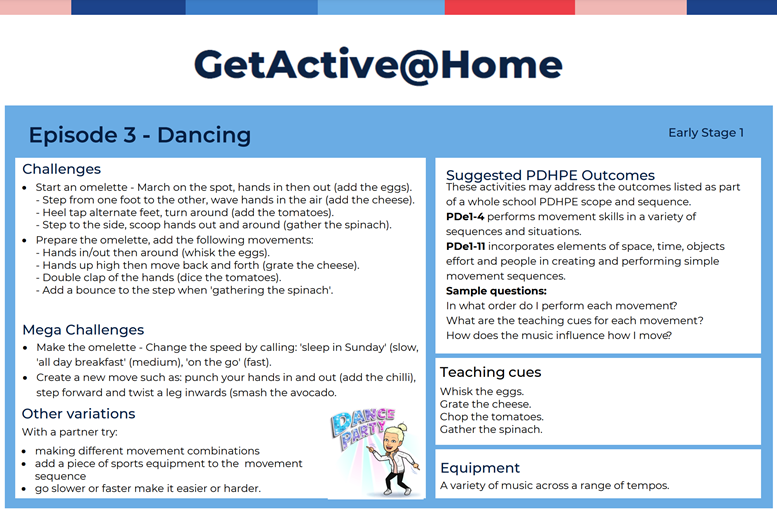 GetActive@Home
Episode 3 - Dancing
Early Stage 1
Challenges
• Start an omelette - March on the spot, hands in then out (add the eggs).
- Step from one foot to the other, wave hands in the air (add the cheese).
- Heel tap alternate feet, turn around (add the tomatoes).
- Step to the side, scoop hands out and around (gather the spinach).
• Prepare the omelette, add the following movements:
- Hands in/out then around (whisk the eggs).
- Hands up high then move back and forth (grate the cheese).
- Double clap of the hands (dice the tomatoes).
- Add a bounce to the step when 'gathering the spinach'.
Mega Challenges
• Make the omelette - Change the speed by calling: 'sleep in Sunday' (slow,
'all day breakfast' (medium), 'on the go' (fast).
• Create a new move such as: punch your hands in and out (add the chilli),
step forward and twist a leg inwards (smash the avocado.
Other variations
With a partner try:
• making different movement combinations
• add a piece of sports equipment to the movement
sequence
• go slower or faster make it easier or harder.
DANCE
PARTY
Suggested PDHPE Outcomes
These activities may address the outcomes listed as part
of a whole school PDHPE scope and sequence.
PDe1-4 performs movement skills in a variety of
sequences and situations.
PDe1-11 incorporates elements of space, time, objects
effort and people in creating and performing simple
movement sequences.
Sample questions:
In what order do I perform each movement?
What are the teaching cues for each movement?
How does the music influence how I move?
Teaching cues
Whisk the eggs.
Grate the cheese.
Chop the tomatoes.
Gather the spinach.
Equipment
A variety of music across a range of tempos.